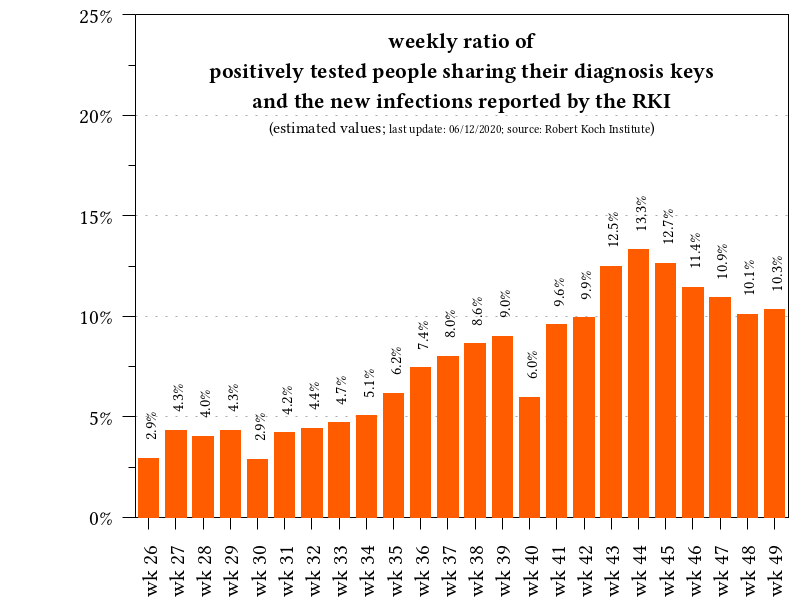 weekly ratio of
positively tested people sharing their diagnosis keys
and the new infections reported by the RKI
(estimated values; last update: 06/12/2020; source: Robert Koch Institute)
25%
20%
15%
10%
5%
0%
2.9%
4.3%
4.0%
4.3%
2.9%
4.2%
4.4%
4.7%
5.1%
6.2%
7.4%
8.0%
8.6%
9.0%
6.0%
9.6%
9.9%
12.5%
13.3%
12.7%
11.4%
10.9%
10.1%
10.3%
wk 26
wk 27
wk 28
wk 29
wk 30
wk 31
wk 32
wk 33
wk 34
wk 35
wk 36
wk 37
wk 38
wk 39
wk 40
wk 41
wk 42
wk 43
wk 44
wk 45
wk 46
wk 47
wk 48
wk 49